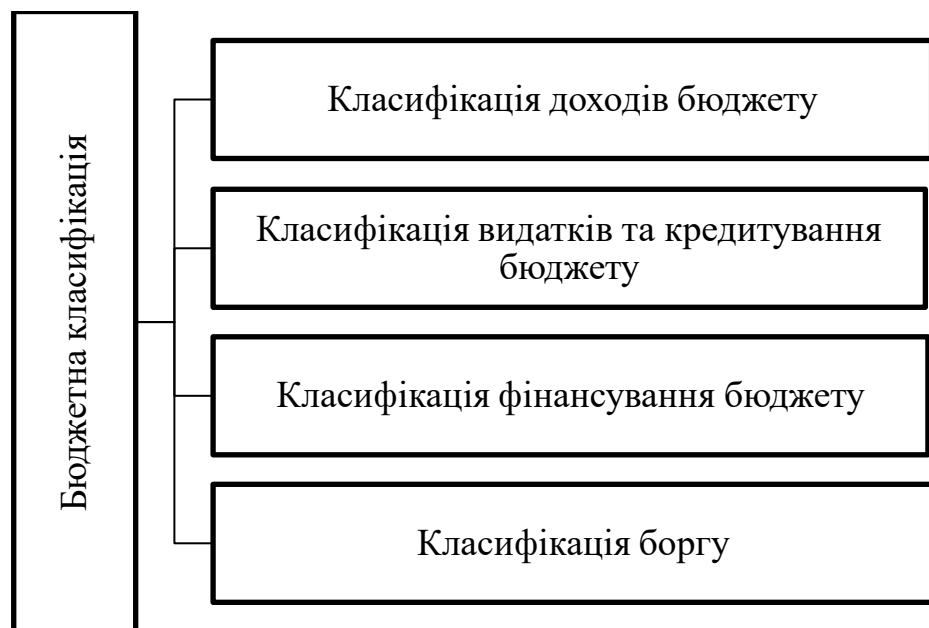 Бюджетна класифікація
Класифікація доходів бюджету
Класифікація видатків та кредитування
бюджету
Класифікація фінансування бюджету
Класифікація боргу